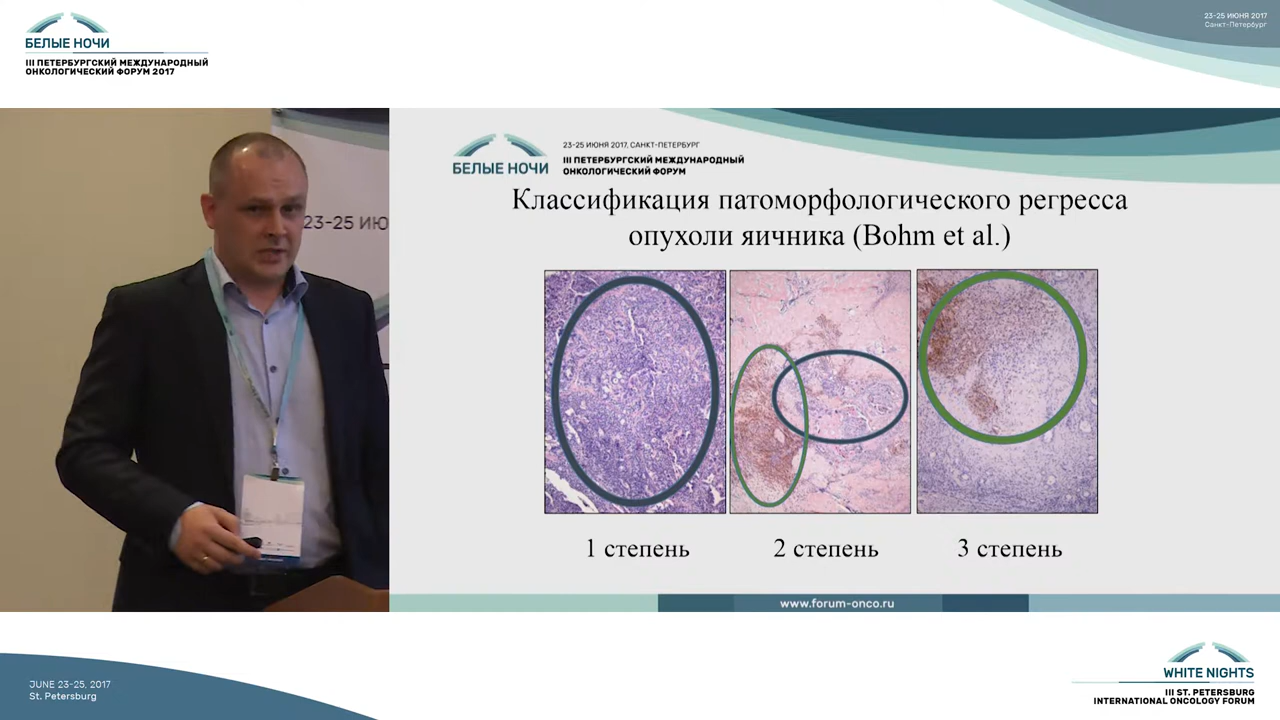 БЕЛЫЕ НОЧИ
III ПЕТЕРБУРГСКИЙ МЕЖДУНАРОДНЫЙ
ОНКОЛОГИЧЕСКИЙ ФОРУМ 2017
23-25 ИЮНЯ 2017
Санкт-Петербург
23-25 ИЮ
БЕЛЫЕ НОЧИ
23-25 ИЮНЯ 2017, САНКТ-ПЕТЕРБУРГ
III ПЕТЕРБУРГСКИЙ МЕЖДУНАРОДНЫЙ
ОНКОЛОГИЧЕСКИЙ ФОРУМ
Классификация патоморфологического регресса
опухоли яичника (Bohm et al.)
1 степень
2 степень
3 степень
www.forum-onco.ru
JUNE 23-25, 2017
St. Petersburg
WHITE NIGHTS
III ST. PETERSBURG
INTERNATIONAL ONCOLOGY FORUM